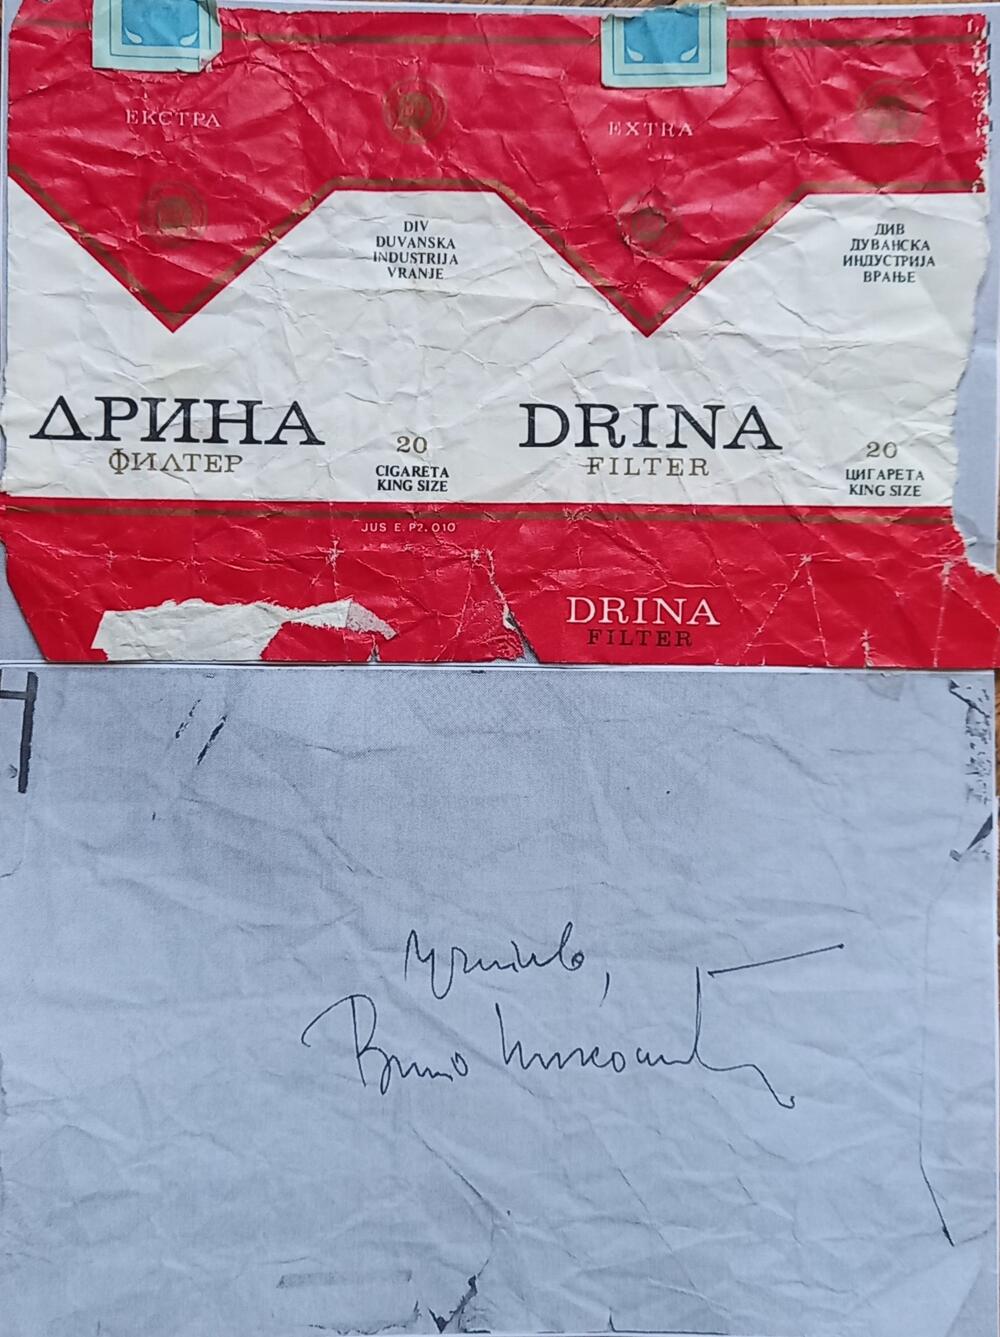 ЕКСТРА
EXTRA
DIV
DUVANSKA
INDUSTRIJA
VRANJE
ДИВ
ДУВАНСКА
ИНДУСТРИЈА
ВРАЊЕ
ДРИНА
ФИЛТЕР
20
CIGARETA
KING SIZE
DRINA
FILTER
20
ЦИГАРЕТА
KING SIZE
JUS E. P2. 010
DRINA
FILTER